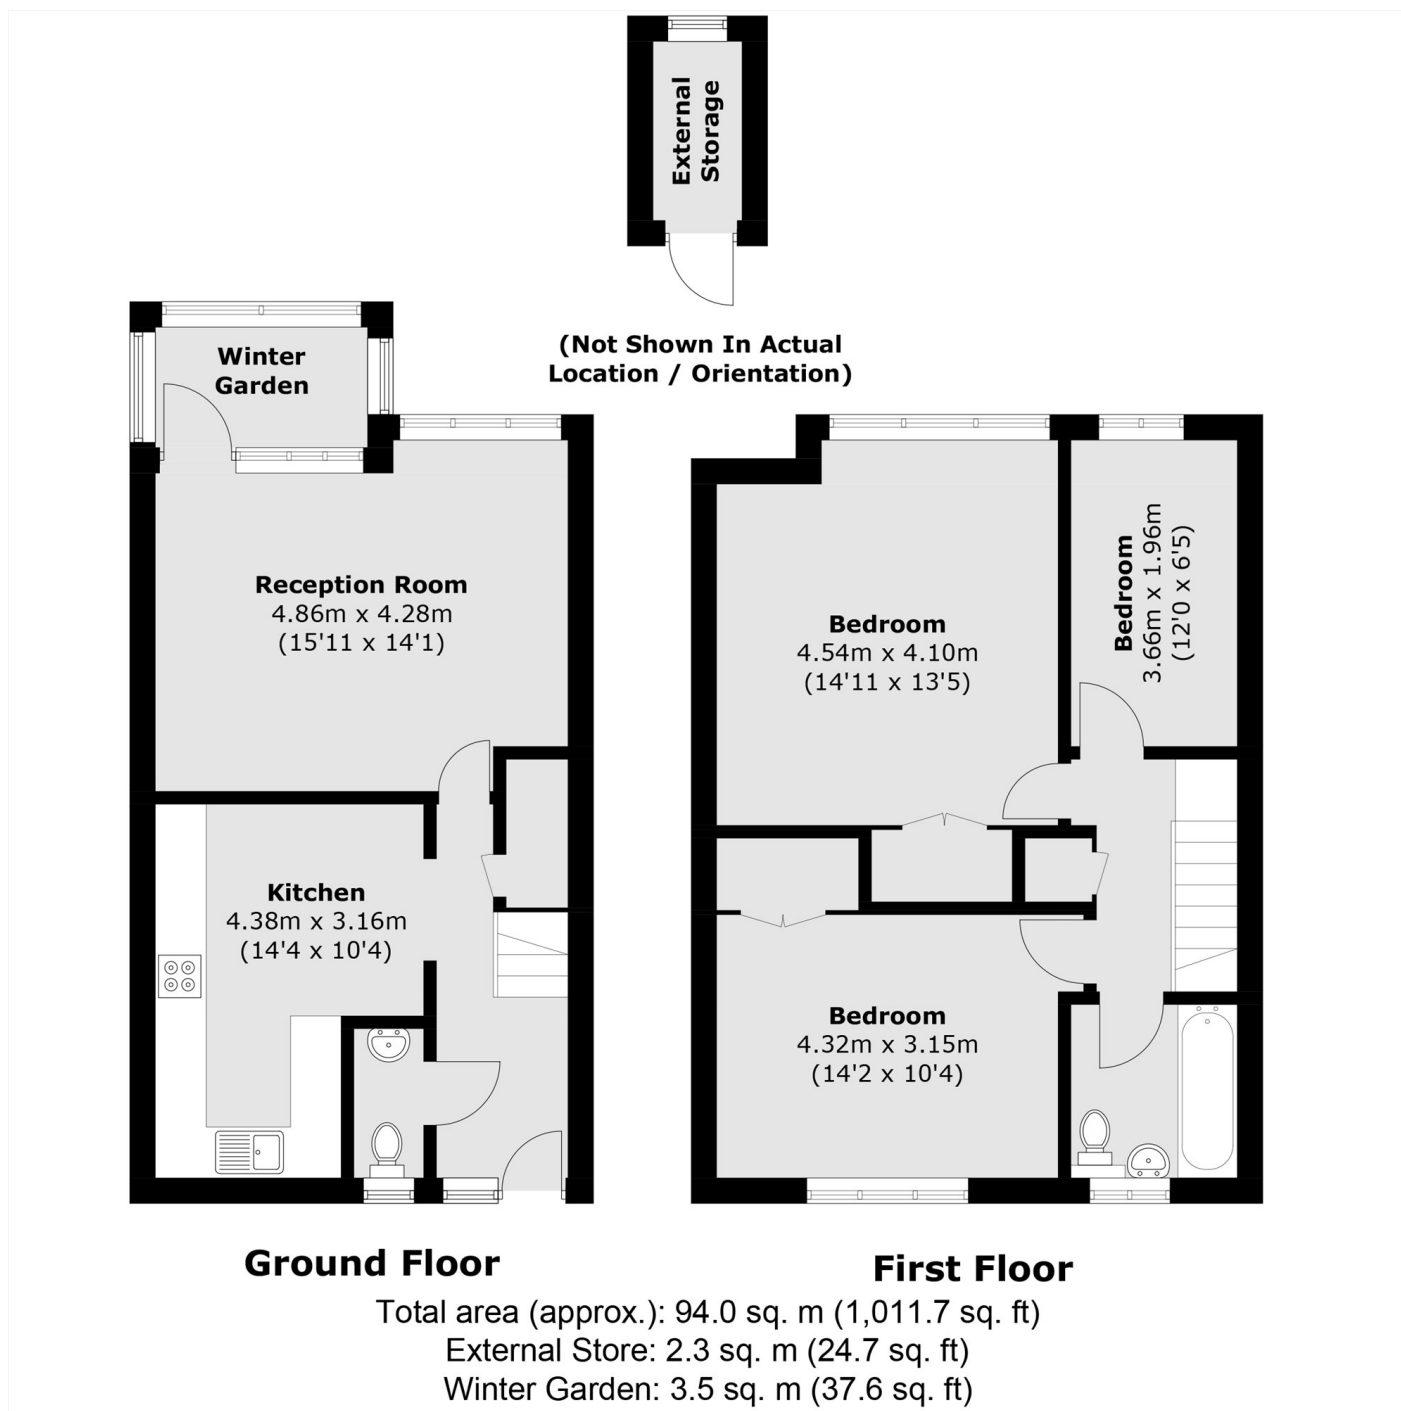 External
Storage
(Not Shown In Actual
Location / Orientation)
Winter
Garden
Reception Room
4.86m x 4.28m
(15'11 x 14'1)
Kitchen
4.38m x 3.16m
(14'4 x 10'4)
Bedroom
4.54m x 4.10m
(14'11 x 13'5)
Bedroom
3.66m x 1.96m
(12'0 x 6'5)
Bedroom
4.32m x 3.15m
(14'2 x 10'4)
Ground Floor
First Floor
Total area (approx.): 94.0 sq. m (1,011.7 sq. ft)
External Store: 2.3 sq. m (24.7 sq. ft)
Winter Garden: 3.5 sq. m (37.6 sq. ft)